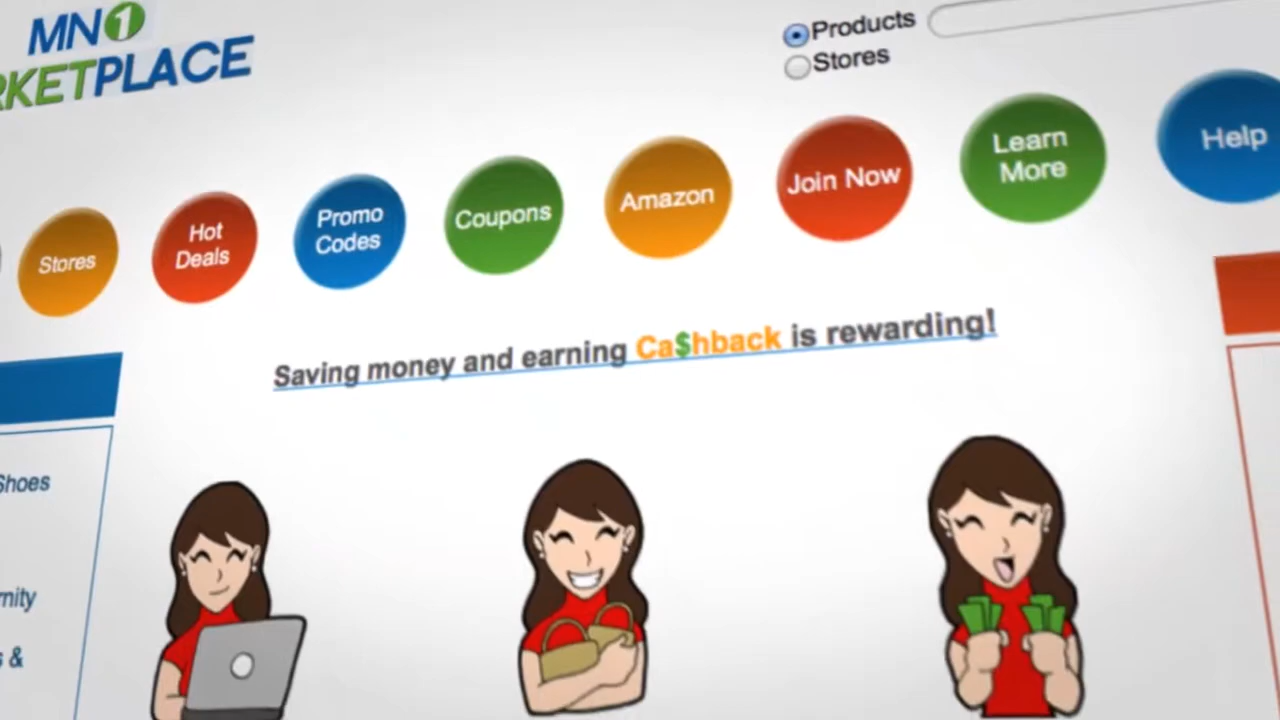 MN1
RKETPLACE
Products
Stores
Stores
Hot
Deals
Promo
Codes
Coupons
Amazon
Join Now
Learn
More
Help
Saving money and earning Ca$hback is rewarding!
Shoes
rnity
s &